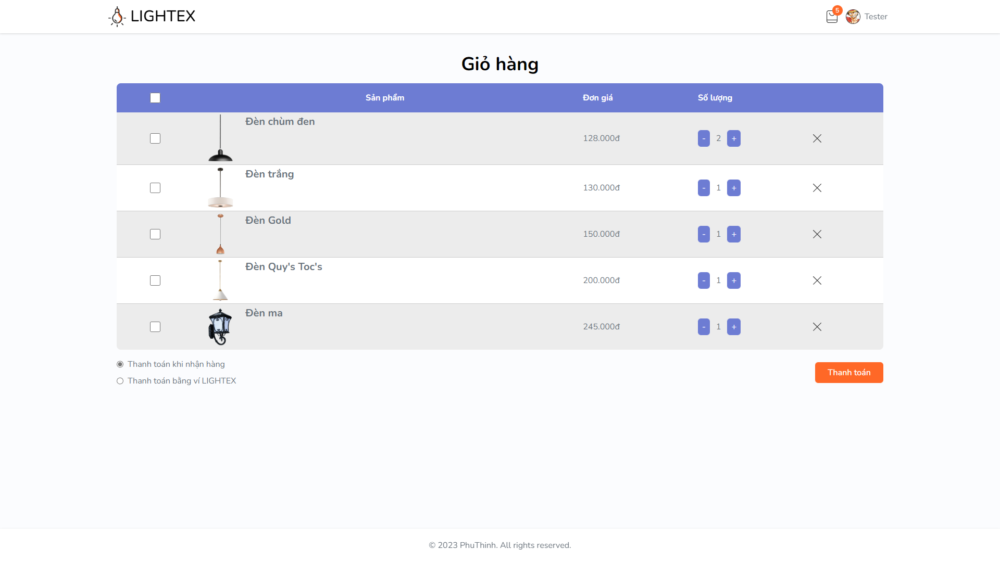 LIGHTEX
5
Tester
Giỏ hàng
Sản phẩm Đơn giá Số lượng
Đèn chùm đen
128.000đ - 2 +
Đèn trắng
130.000đ - 1 +
Đèn Gold
150.000đ - 1 +
Đèn Quy's Toc's
200.000đ - 1 +
Đèn ma
245.000đ - 1 +
Thanh toán khi nhận hàng
Thanh toán bằng ví LIGHTEX
Thanh toán
© 2023 PhuThinh. All rights reserved.